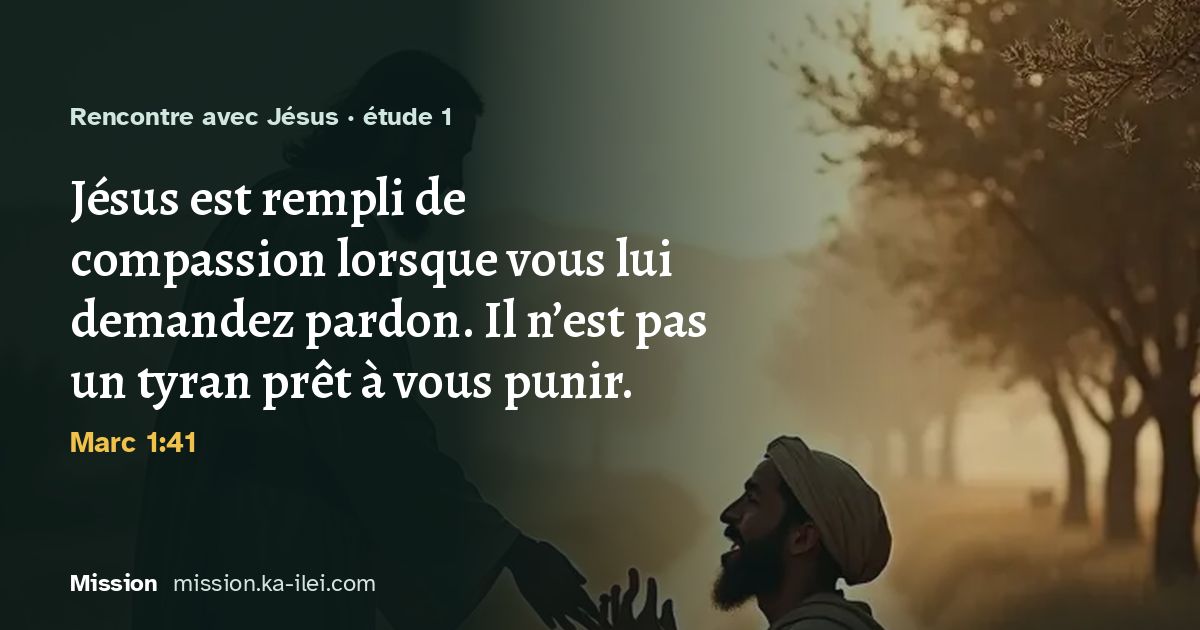 Rencontre avec Jésus · étude 1
Jésus est rempli de
compassion lorsque vous lui
demandez pardon. Il n’est pas
un tyran prêt à vous punir.
Marc 1:41
Mission mission.ka-ilei.com